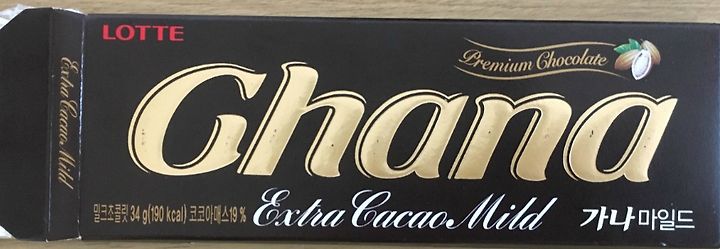 LOTTE
Premium Chocolate
Ghana
Extra Cacao Mild
밀크초콜릿 34 g(190 kcal) 코코아매스19 %
Extra Cacao Mild
가나마일드